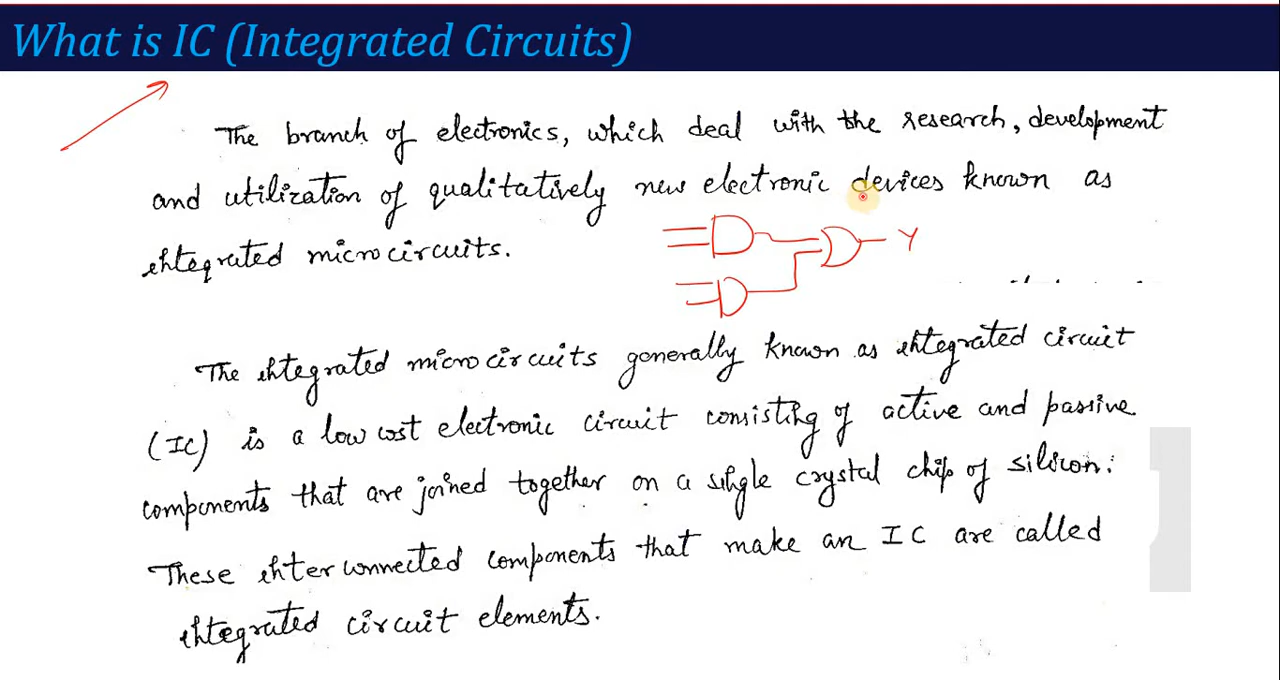 What is IC (Integrated Circuits)
The branch of electronics, which deal with the research, development
and utilization of qualitatively new electronic devices known as
integrated microcircuits.
Y
The integrated microcircuits generally known as integrated circuit
(IC) is a low cost electronic circuit consisting of active and passive
components that are joined together on a single crystal chip of silicon.
These interconnected components that make an IC are called
integrated circuit elements.